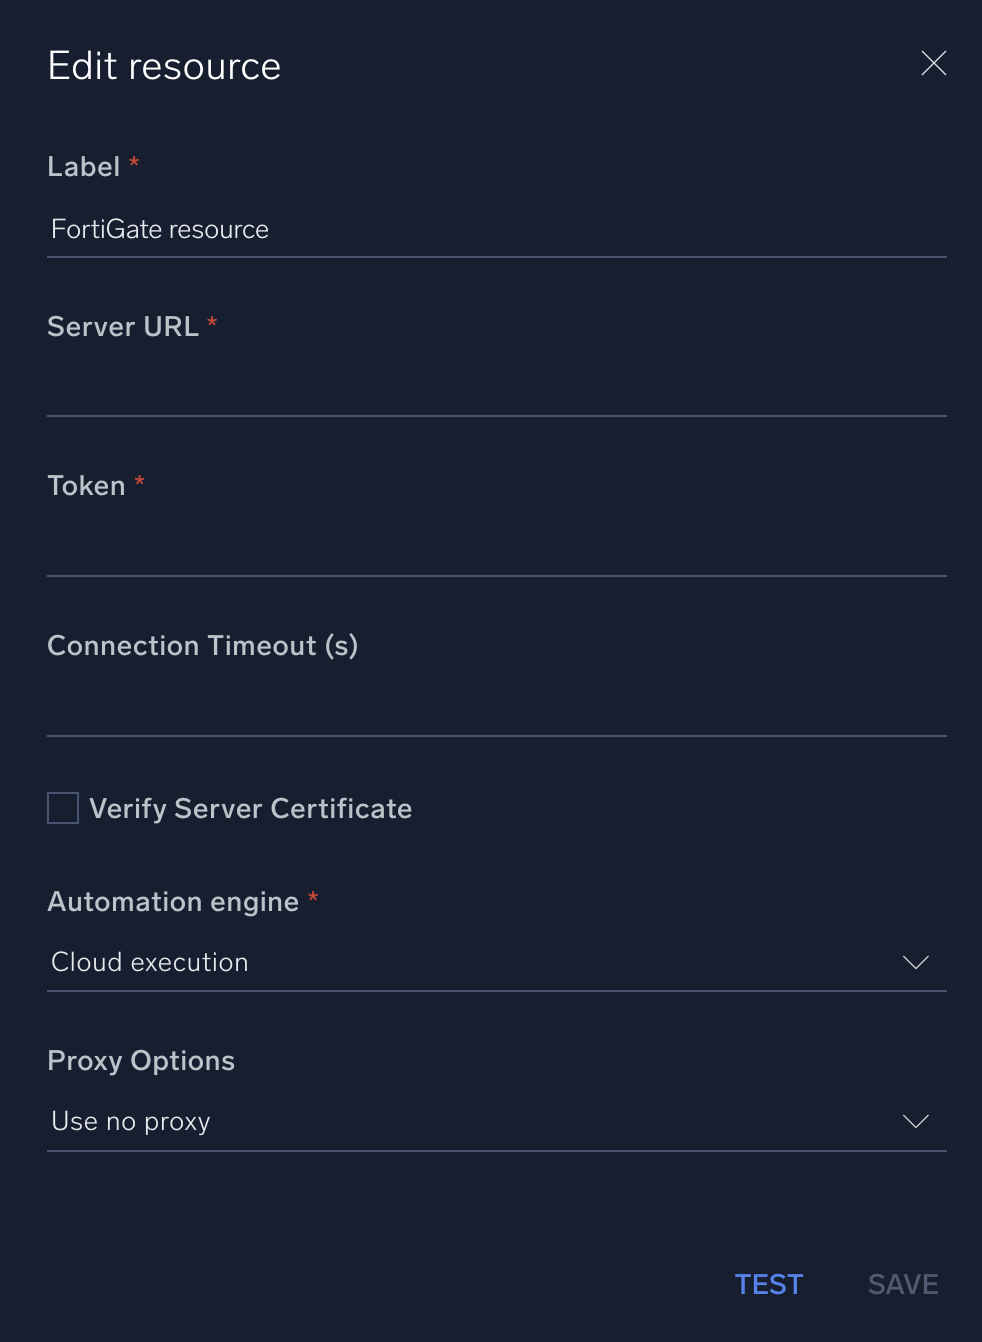 Edit resource
Label *
FortiGate resource
Server URL *
Token *
Connection Timeout (s)
Verify Server Certificate
Automation engine *
Cloud execution
Proxy Options
Use no proxy
TEST SAVE